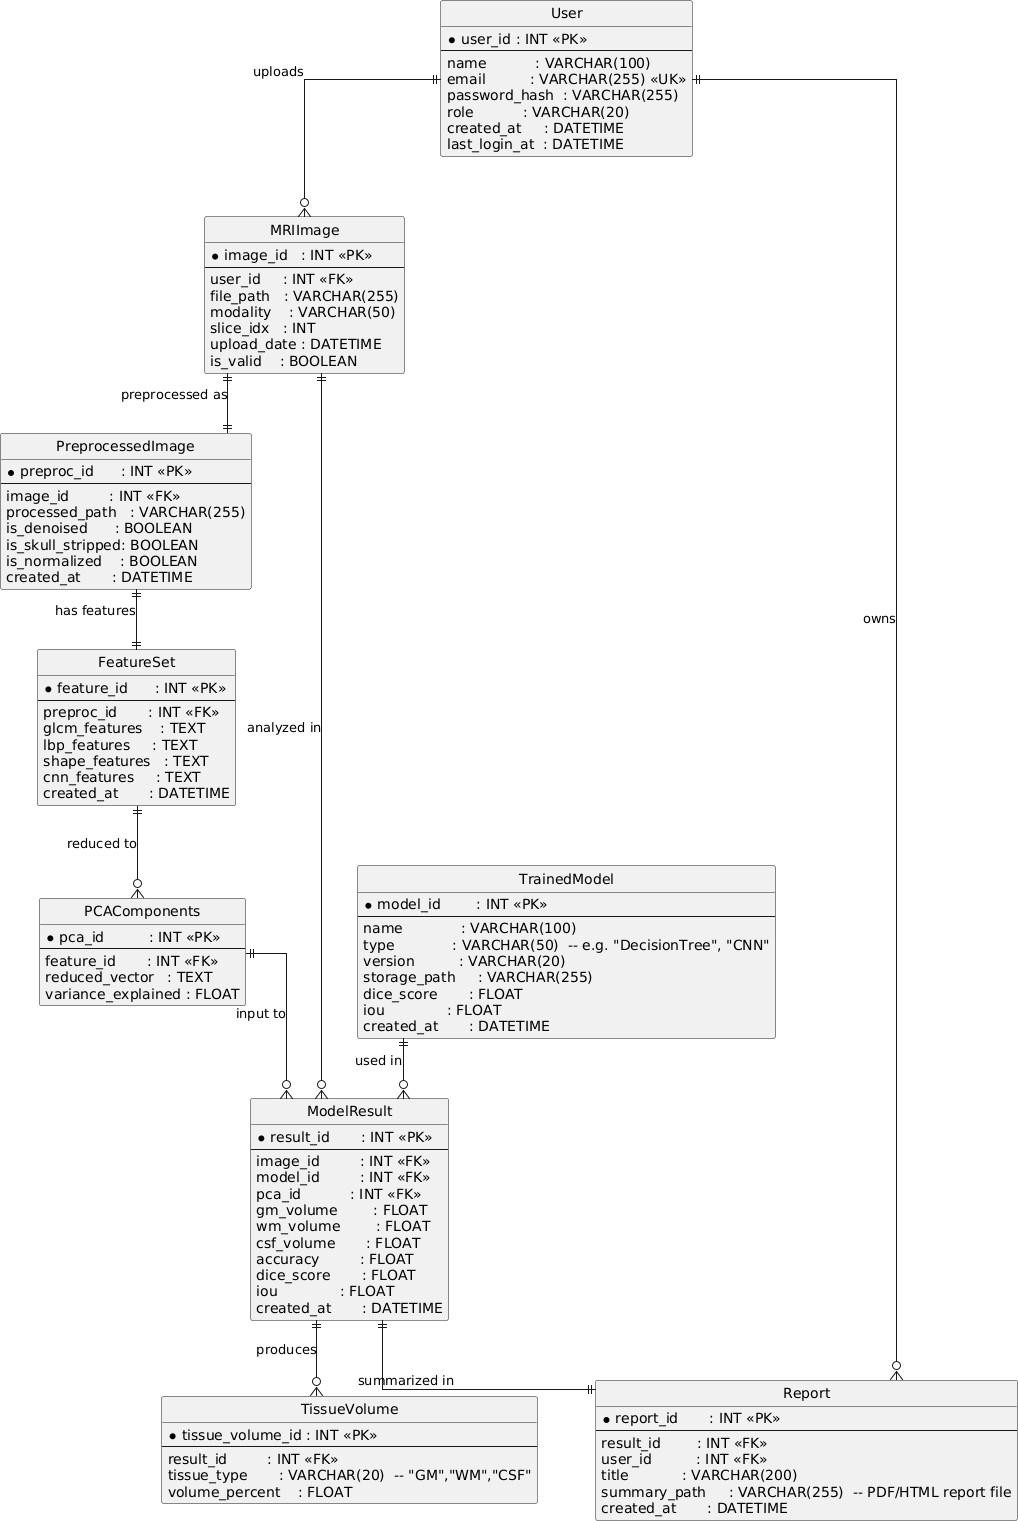 User
user_id : INT «PK»
name : VARCHAR(100)
email : VARCHAR(255) «UK»
password_hash : VARCHAR(255)
role : VARCHAR(20)
created_at : DATETIME
last_login_at : DATETIME
uploads
MRIImage
image_id : INT «PK»
user_id : INT «FK»
file_path : VARCHAR(255)
modality : VARCHAR(50)
slice_idx : INT
upload_date : DATETIME
is_valid : BOOLEAN
preprocessed as
PreprocessedImage
preproc_id : INT «PK»
image_id : INT «FK»
processed_path : VARCHAR(255)
is_denoised : BOOLEAN
is_skull_stripped: BOOLEAN
is_normalized : BOOLEAN
created_at : DATETIME
has features
owns
FeatureSet
feature_id : INT «PK»
preproc_id : INT «FK»
glcm_features : TEXT
lbp_features : TEXT
shape_features : TEXT
cnn_features : TEXT
created_at : DATETIME
analyzed in
reduced to
PCAComponents
pca_id : INT «PK»
feature_id : INT «FK»
reduced_vector : TEXT
variance_explained : FLOAT
TrainedModel
model_id : INT «PK»
name : VARCHAR(100)
type : VARCHAR(50) -- e.g. "DecisionTree", "CNN"
version : VARCHAR(20)
storage_path : VARCHAR(255)
dice_score : FLOAT
iou : FLOAT
created_at : DATETIME
input to
used in
ModelResult
result_id : INT «PK»
image_id : INT «FK»
model_id : INT «FK»
pca_id : INT «FK»
gm_volume : FLOAT
wm_volume : FLOAT
csf_volume : FLOAT
accuracy : FLOAT
dice_score : FLOAT
iou : FLOAT
created_at : DATETIME
produces
summarized in
TissueVolume
tissue_volume_id : INT «PK»
result_id : INT «FK»
tissue_type : VARCHAR(20) -- "GM","WM","CSF"
volume_percent : FLOAT
Report
report_id : INT «PK»
result_id : INT «FK»
user_id : INT «FK»
title : VARCHAR(200)
summary_path : VARCHAR(255) -- PDF/HTML report file
created_at : DATETIME